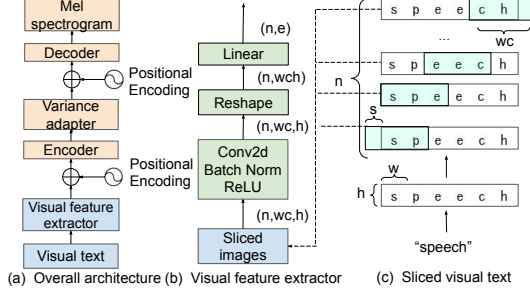 Mel
spectrogram
Decoder
Positional
Encoding
Variance
adapter
Encoder
Positional
Encoding
Visual feature
extractor
Visual text
(a) Overall architecture
(n,e)
Linear
(n,wch)
Reshape
(n,wc,h)
Conv2d
Batch Norm
ReLU
(n,wc,h)
Sliced
images
(b) Visual feature extractor
s p e e c h
wc
...
n
s p e e c h
s p e e c h
s
s p e e c h
w
h
s p e e c h
“speech”
(c) Sliced visual text